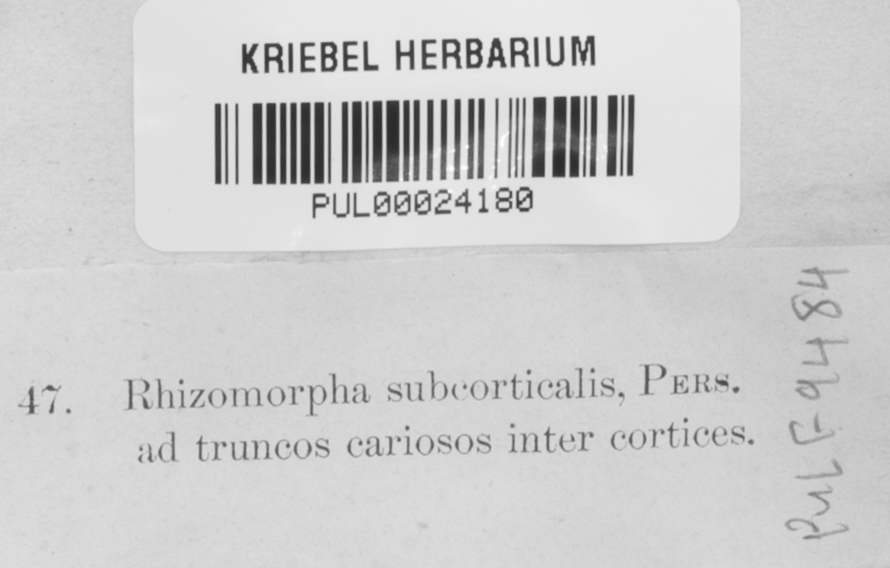 KRIEBEL HERBARIUM
PUL00024180
47. Rhizomorpha subcorticalis, PERS.
ad truncos cariosos inter cortices.
PUL F9484